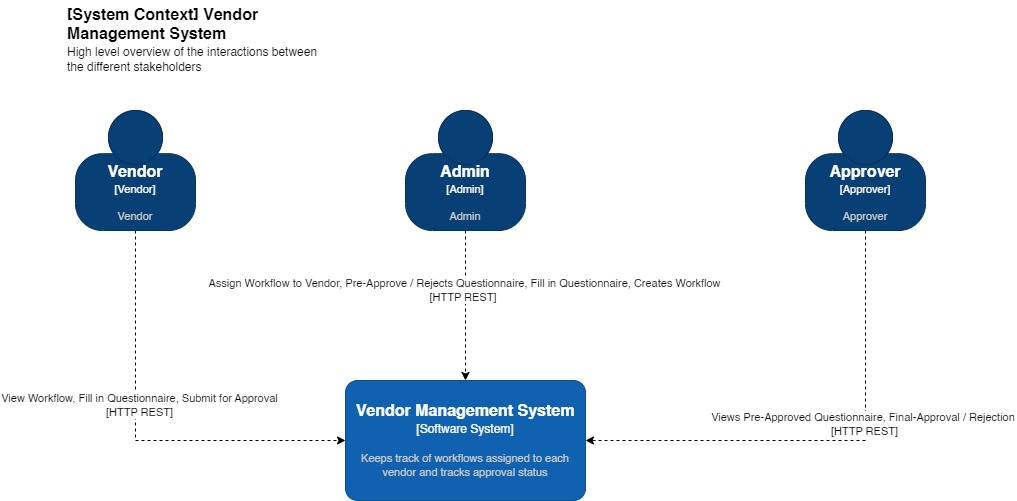 [System Context] Vendor
Management System
High level overview of the interactions between
the different stakeholders
Vendor
[Vendor]
Vendor
Admin
[Admin]
Admin
Approver
[Approver]
Approver
Assign Workflow to Vendor, Pre-Approve / Rejects Questionnaire, Fill in Questionnaire, Creates Workflow
[HTTP REST]
View Workflow, Fill in Questionnaire, Submit for Approval
[HTTP REST]
Vendor Management System
[Software System]
Keeps track of workflows assigned to each
vendor and tracks approval status
Views Pre-Approved Questionnaire, Final-Approval / Rejection
[HTTP REST]